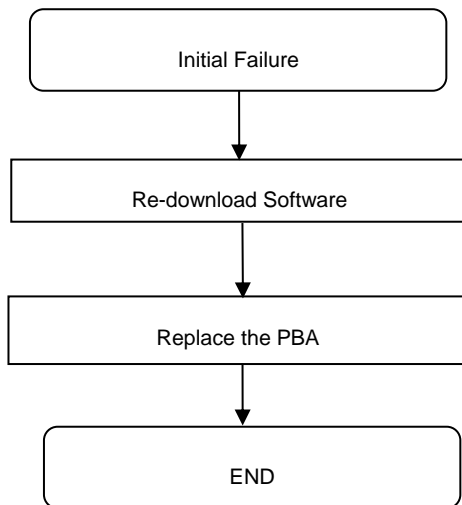 Initial Failure
Re-download Software
Replace the PBA
END